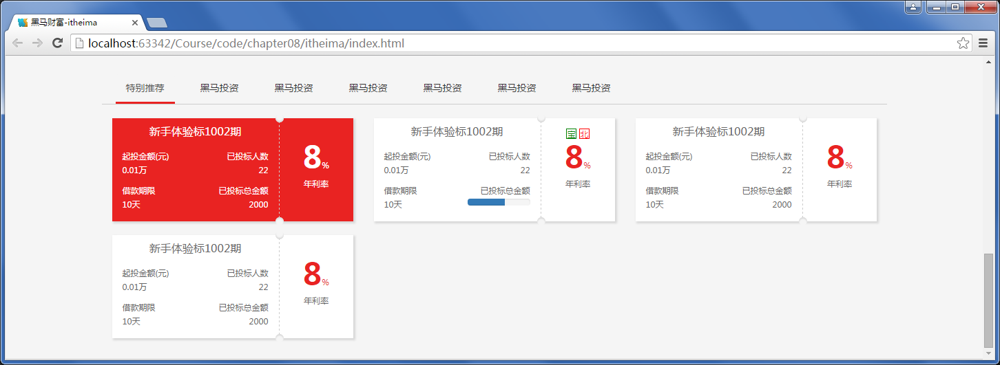 黑马财富-itheima
localhost:63342/Course/code/chapter08/itheima/index.html
特别推荐 黑马投资 黑马投资 黑马投资 黑马投资 黑马投资 黑马投资
新手体验标1002期
起投金额(元) 已投标人数
0.01万 22
借款期限 已投标总金额
10天 2000
8%
年利率
新手体验标1002期
起投金额(元) 已投标人数
0.01万 22
借款期限 已投标总金额
10天
宝 北
8%
年利率
新手体验标1002期
起投金额(元) 已投标人数
0.01万 22
借款期限 已投标总金额
10天 2000
8%
年利率
新手体验标1002期
起投金额(元) 已投标人数
0.01万 22
借款期限 已投标总金额
10天 2000
8%
年利率